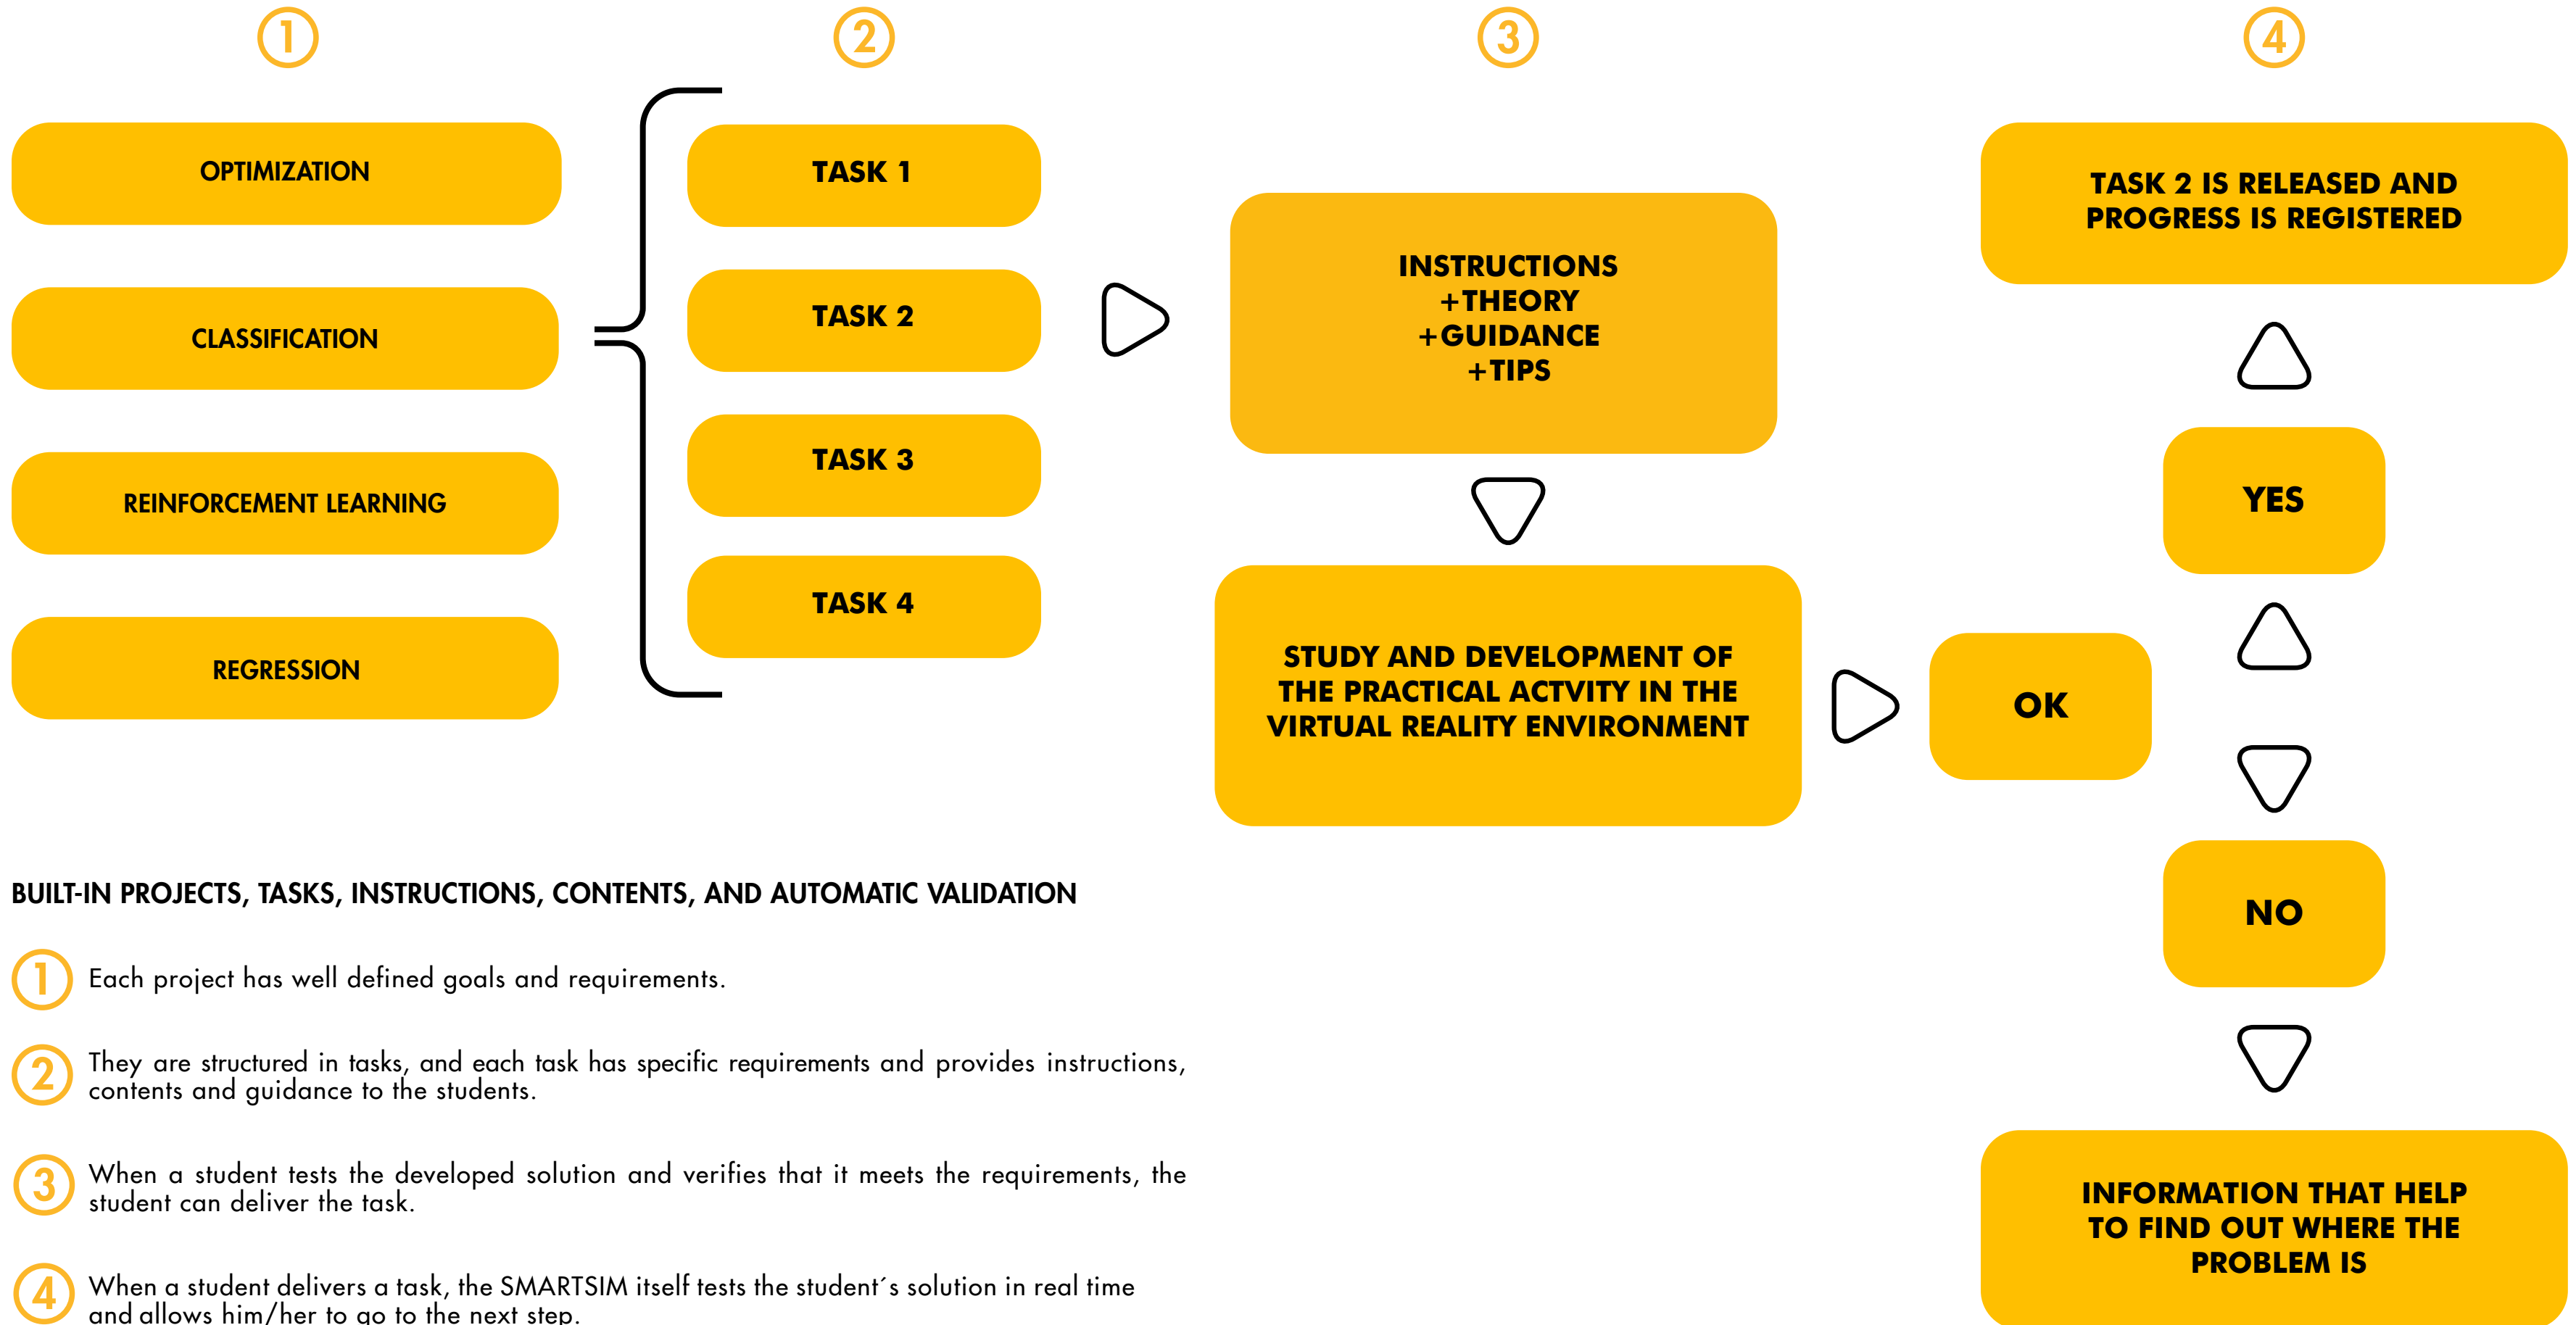 1
2
3
4
OPTIMIZATION
CLASSIFICATION
REINFORCEMENT LEARNING
REGRESSION
TASK 1
TASK 2
TASK 3
TASK 4
INSTRUCTIONS
+THEORY
+GUIDANCE
+TIPS
STUDY AND DEVELOPMENT OF
THE PRACTICAL ACTVITY IN THE
VIRTUAL REALITY ENVIRONMENT
OK
TASK 2 IS RELEASED AND
PROGRESS IS REGISTERED
YES
NO
INFORMATION THAT HELP
TO FIND OUT WHERE THE
PROBLEM IS
BUILT-IN PROJECTS, TASKS, INSTRUCTIONS, CONTENTS, AND AUTOMATIC VALIDATION
1 Each project has well defined goals and requirements.
2 They are structured in tasks, and each task has specific requirements and provides instructions,
contents and guidance to the students.
3 When a student tests the developed solution and verifies that it meets the requirements, the
student can deliver the task.
4 When a student delivers a task, the SMARTSIM itself tests the student´s solution in real time
and allows him/her to go to the next step.